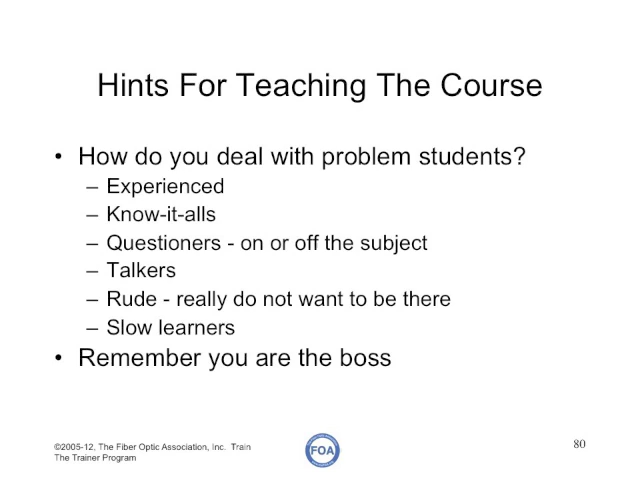 Hints For Teaching The Course
• How do you deal with problem students?
– Experienced
– Know-it-alls
– Questioners - on or off the subject
– Talkers
– Rude - really do not want to be there
– Slow learners
• Remember you are the boss
©2005-12, The Fiber Optic Association, Inc. Train
The Trainer Program
FOA
80